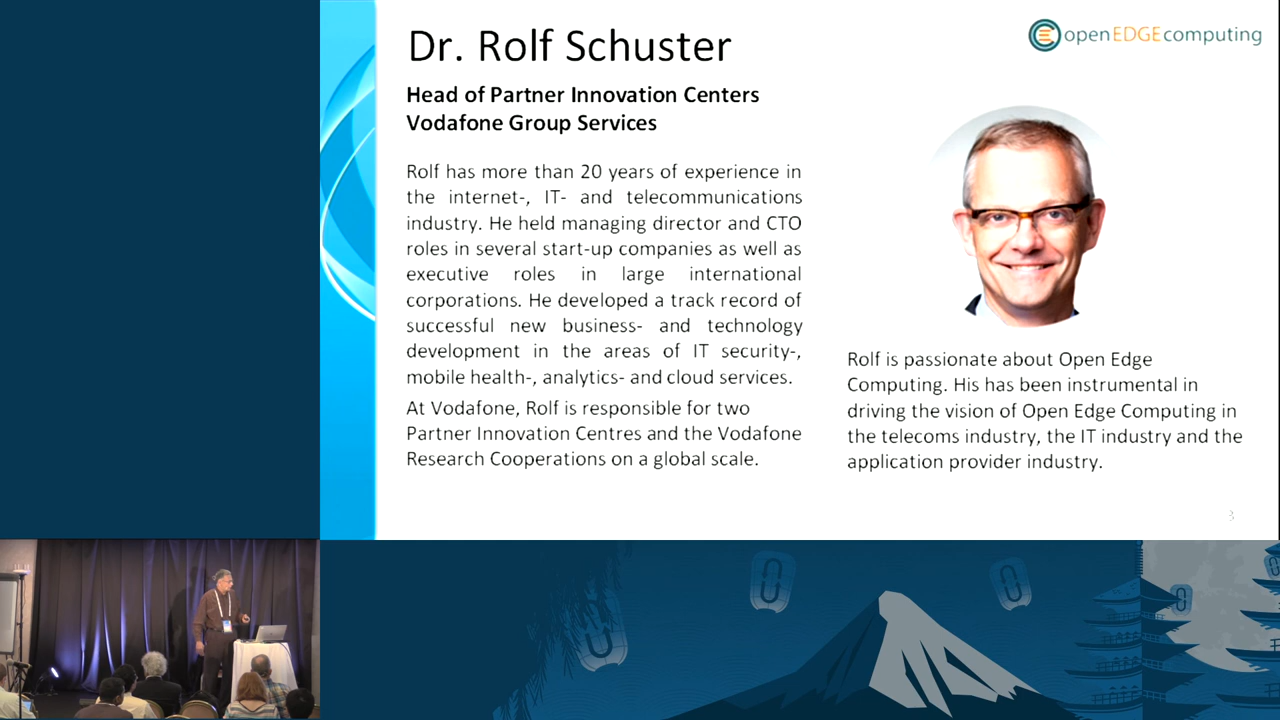 Dr. Rolf Schuster
openEDGEcomputing
Head of Partner Innovation Centers
Vodafone Group Services
Rolf has more than 20 years of experience in
the internet-, IT- and telecommunications
industry. He held managing director and CTO
roles in several start-up companies as well as
executive roles in large international
corporations. He developed a track record of
successful new business- and technology
development in the areas of IT security-,
mobile health-, analytics- and cloud services.
At Vodafone, Rolf is responsible for two
Partner Innovation Centres and the Vodafone
Research Cooperations on a global scale.
Rolf is passionate about Open Edge
Computing. His has been instrumental in
driving the vision of Open Edge Computing in
the telecoms industry, the IT industry and the
application provider industry.
3